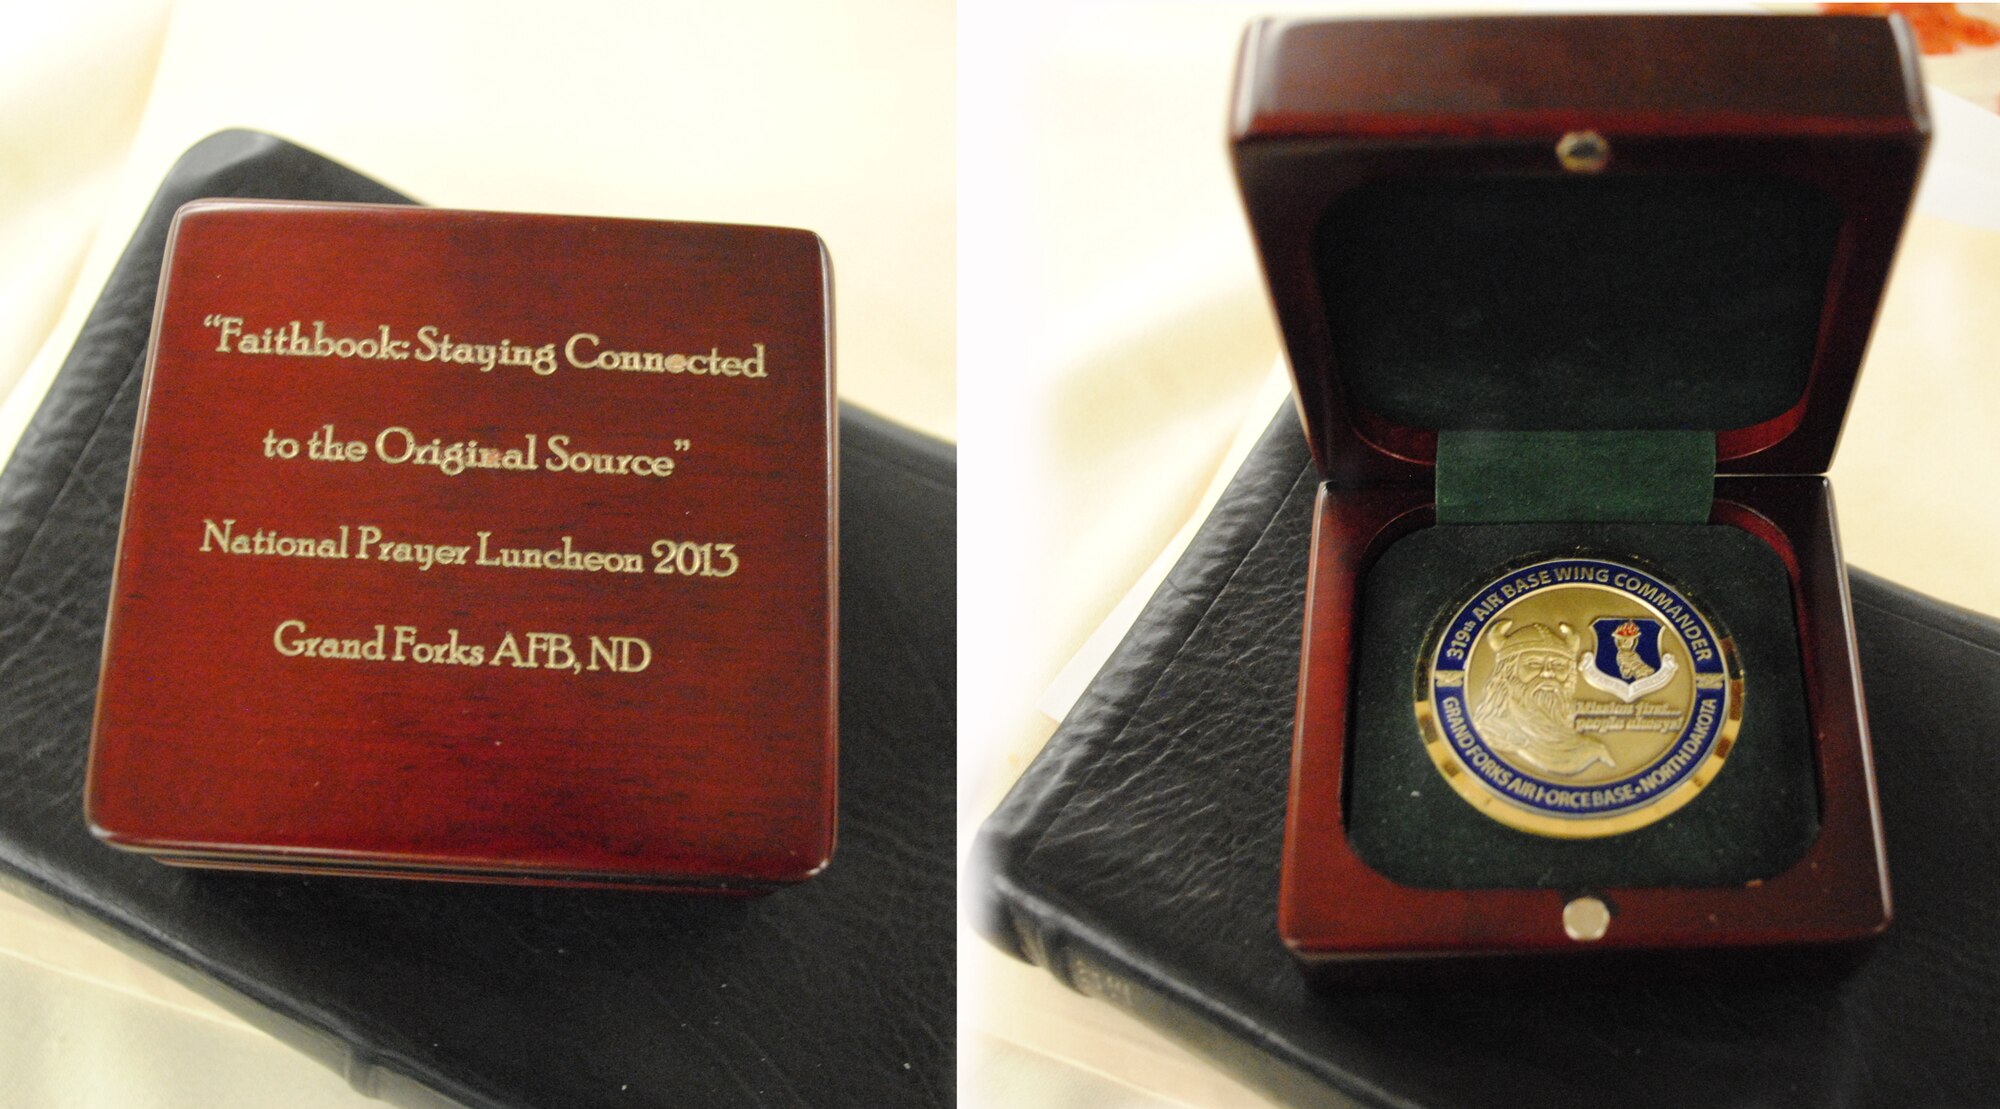 “Faithbook: Staying Connected
to the Original Source”
National Prayer Luncheon 2013
Grand Forks AFB, ND
319th AIR BASE WING COMMANDER
Mission first...
people always!
GRAND FORKS AIR FORCE BASE • NORTH DAKOTA